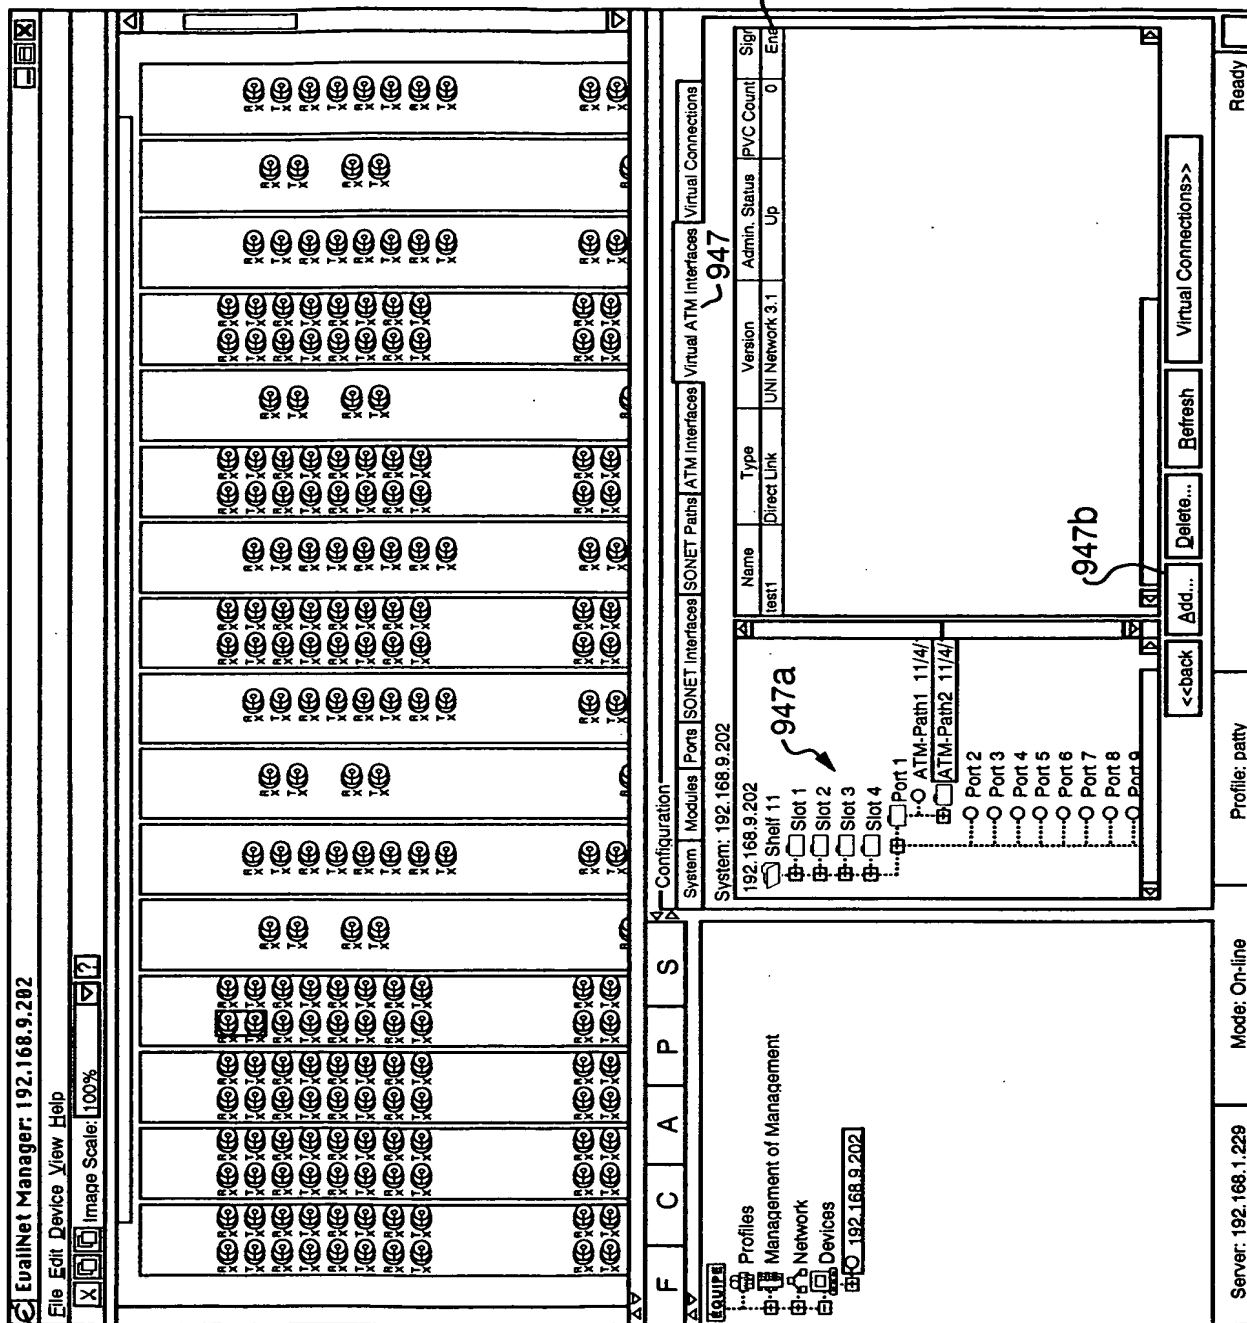 EvailNet Manager: 192.168.9.202
File Edit Device View Help
Image Scale: 100%
?
F C A P S
EQUIPE
Profiles
Management of Management
Network
Devices
192.168.9.202
Configuration
System Modules Ports SONET Interfaces SONET Paths ATM Interfaces Virtual ATM Interfaces Virtual Connections
947
System: 192.168.9.202
192.168.9.202
Shelf 11
Slot 1
Slot 2
Slot 3
Slot 4
Port 1
ATM-Path1 11/4/
ATM-Path2 11/4/
Port 2
Port 3
Port 4
Port 5
Port 6
Port 7
Port 8
Port 9
947a
Name Type Version Admin. Status PVC Count Sigr
test1 Direct Link UNI Network 3.1 Up 0 Ena
947b
<<back Add... Delete... Refresh Virtual Connections>>
Server: 192.168.1.229 Mode: On-line Profile: patty Ready